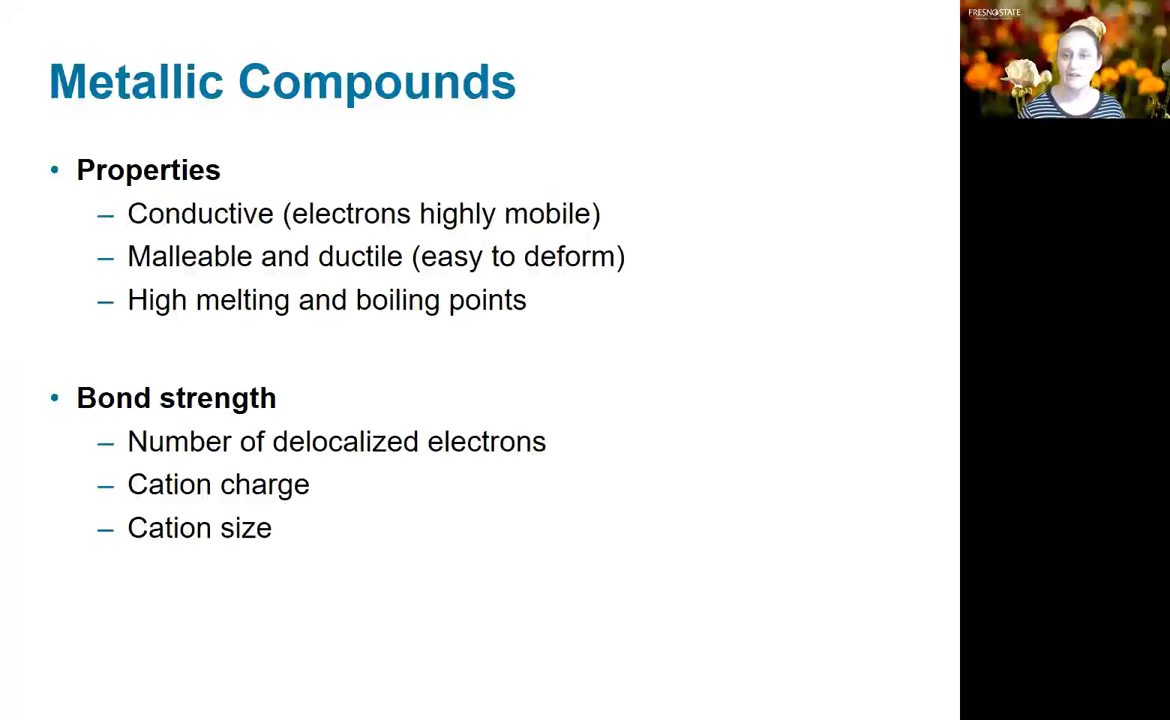 Metallic Compounds
• Properties
– Conductive (electrons highly mobile)
– Malleable and ductile (easy to deform)
– High melting and boiling points
• Bond strength
– Number of delocalized electrons
– Cation charge
– Cation size
FRESNO STATE